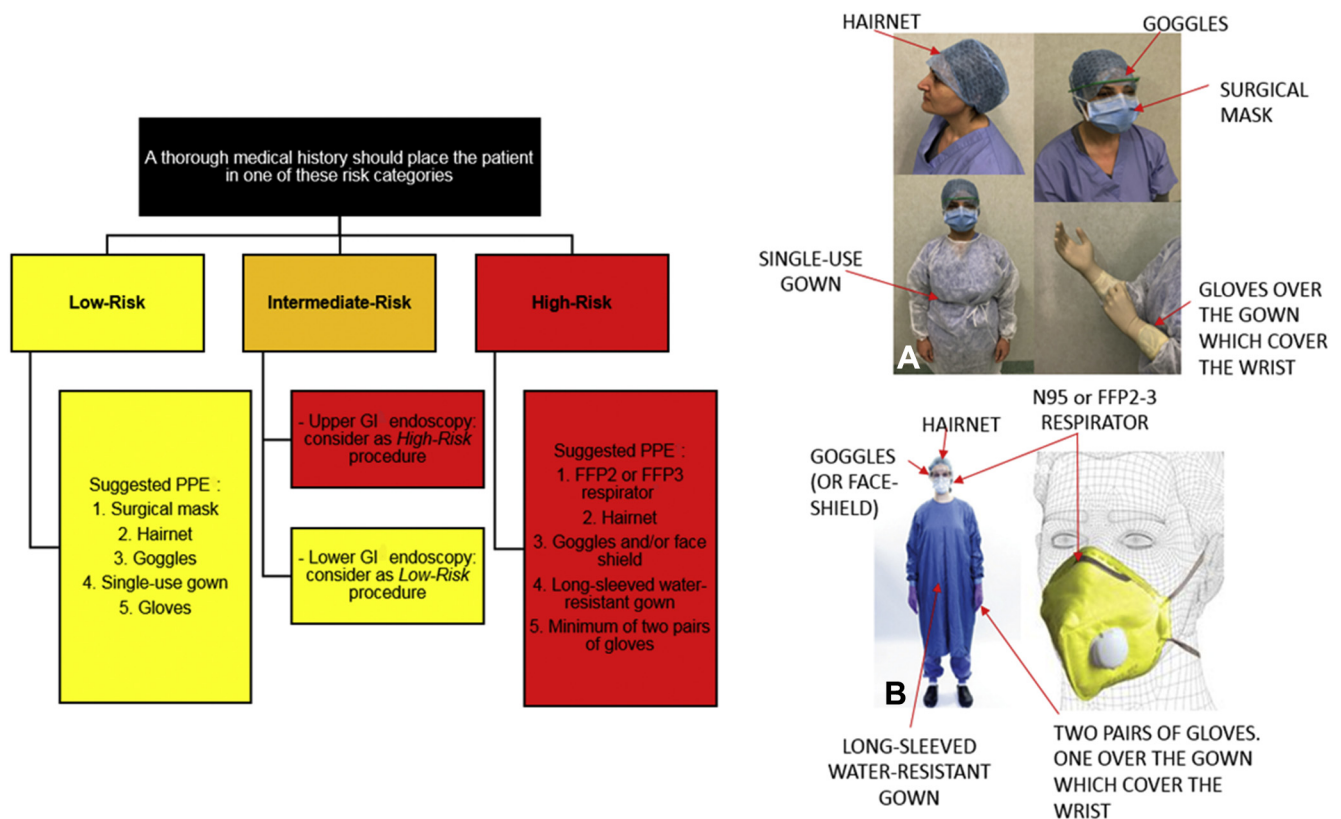 A thorough medical history should place the patient
in one of these risk categories
Low-Risk
Intermediate-Risk
High-Risk
Suggested PPE :
1. Surgical mask
2. Hairnet
3. Goggles
4. Single-use gown
5. Gloves
- Upper GI endoscopy:
consider as High-Risk
procedure
- Lower GI endoscopy:
consider as Low-Risk
procedure
Suggested PPE :
1. FFP2 or FFP3
respirator
2. Hairnet
3. Goggles and/or face
shield
4. Long-sleeved water-
resistant gown
5. Minimum of two pairs
of gloves
HAIRNET
GOGGLES
SURGICAL
MASK
SINGLE-USE
GOWN
GLOVES OVER
THE GOWN
WHICH COVER
THE WRIST
A
N95 or FFP2-3
RESPIRATOR
HAIRNET
GOGGLES
(OR FACE-
SHIELD)
B
LONG-SLEEVED
WATER-RESISTANT
GOWN
TWO PAIRS OF GLOVES.
ONE OVER THE GOWN
WHICH COVER THE
WRIST